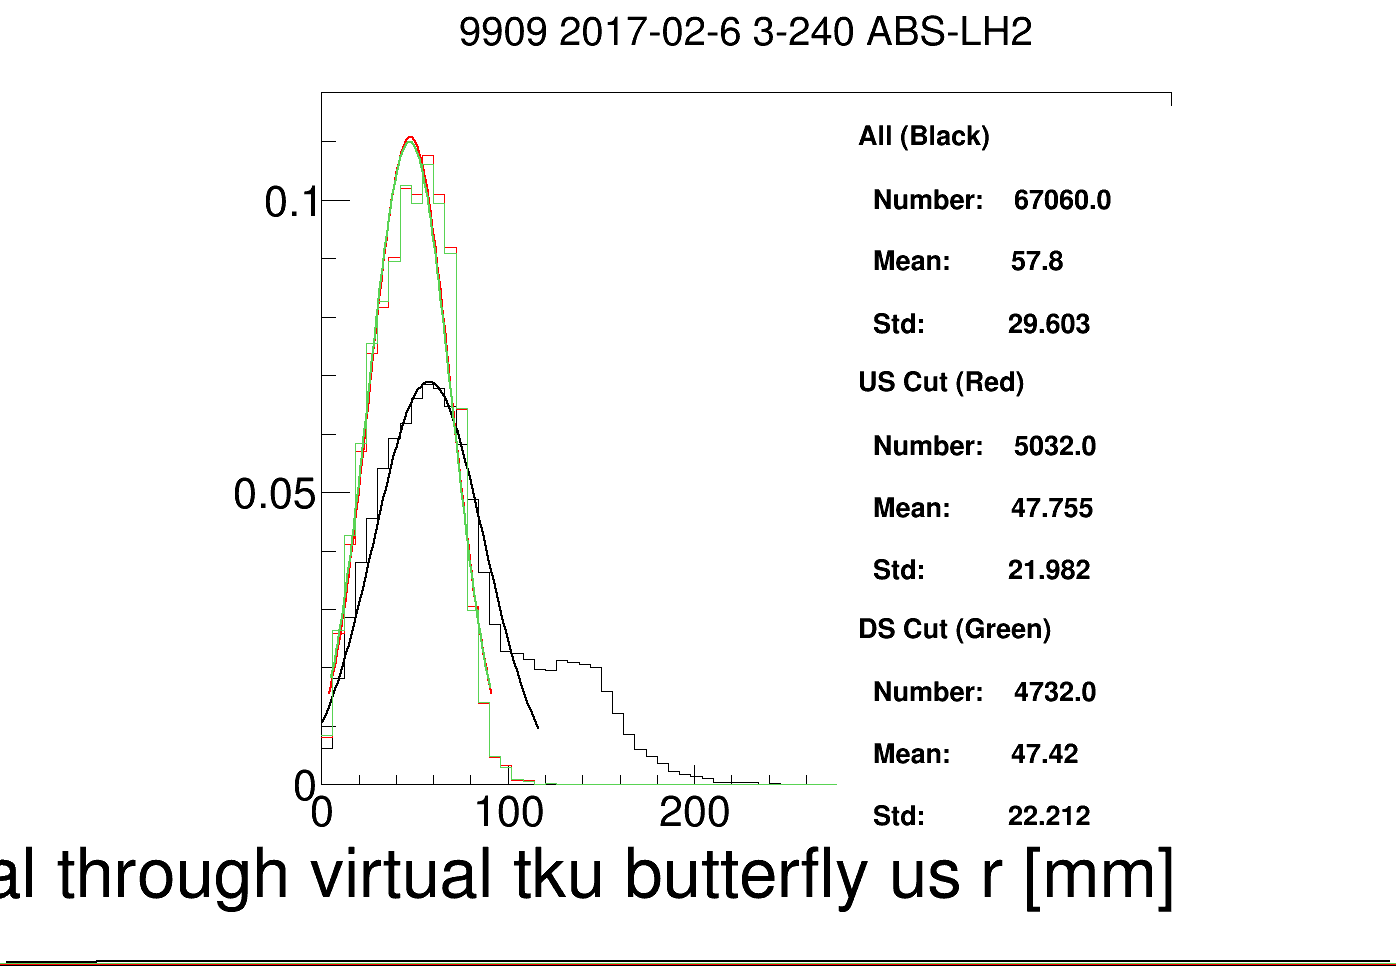 9909 2017-02-6 3-240 ABS-LH2
All (Black)
Number: 67060.0
Mean: 57.8
Std: 29.603
US Cut (Red)
Number: 5032.0
Mean: 47.755
Std: 21.982
DS Cut (Green)
Number: 4732.0
Mean: 47.42
Std: 22.212
0.1
0.05
0
0 100 200
al through virtual tku butterfly us r [mm]